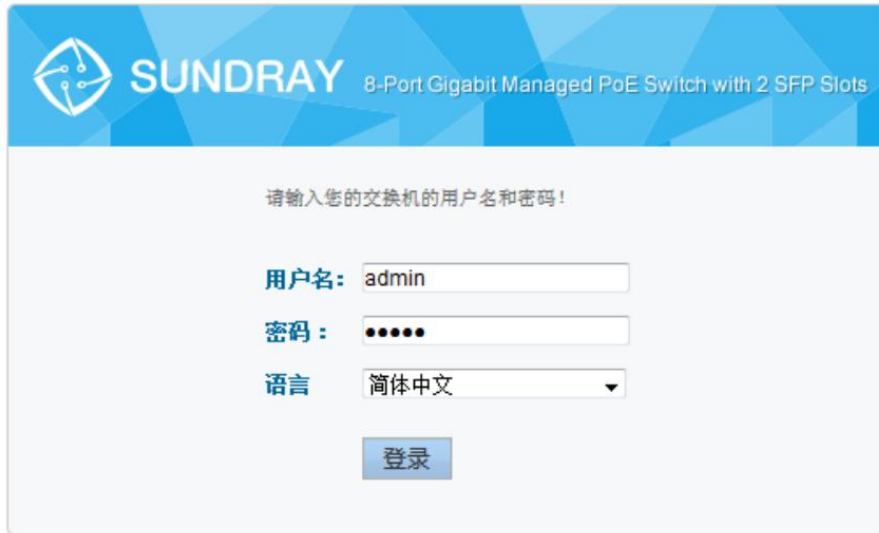 SUNDRAY 8-Port Gigabit Managed PoE Switch with 2 SFP Slots
请输入您的交换机的用户名和密码！
用户名： admin
密码： •••••
语言 简体中文
登录